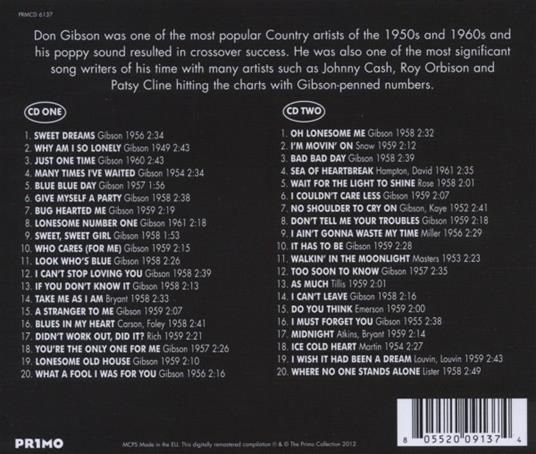 PRMCD 6137
Don Gibson was one of the most popular Country artists of the 1950s and 1960s and
his poppy sound resulted in crossover success. He was also one of the most significant
song writers of his time with many artists such as Johnny Cash, Roy Orbison and
Patsy Cline hitting the charts with Gibson-penned numbers.
CD ONE
1. SWEET DREAMS Gibson 1956 2:34
2. WHY AM I SO LONELY Gibson 1949 2:43
3. JUST ONE TIME Gibson 1960 2:43
4. MANY TIMES I'VE WAITED Gibson 1954 2:34
5. BLUE BLUE DAY Gibson 1957 1:56
6. GIVE MYSELF A PARTY Gibson 1958 2:38
7. BUG HEARTED ME Gibson 1959 2:19
8. LONESOME NUMBER ONE Gibson 1961 2:18
9. SWEET, SWEET GIRL Gibson 1958 1:53
10. WHO CARES (FOR ME) Gibson 1959 2:15
11. LOOK WHO'S BLUE Gibson 1958 2:26
12. I CAN'T STOP LOVING YOU Gibson 1958 2:39
13. IF YOU DON'T KNOW IT Gibson 1958 2:13
14. TAKE ME AS I AM Bryant 1958 2:33
15. A STRANGER TO ME Gibson 1959 2:07
16. BLUES IN MY HEART Carson, Foley 1958 2:41
17. DIDN'T WORK OUT, DID IT? Rich 1959 2:21
18. YOU'RE THE ONLY ONE FOR ME Gibson 1957 2:26
19. LONESOME OLD HOUSE Gibson 1959 2:10
20. WHAT A FOOL I WAS FOR YOU Gibson 1956 2:16
CD TWO
1. OH LONESOME ME Gibson 1958 2:32
2. I'M MOVIN' ON Snow 1959 2:12
3. BAD BAD DAY Gibson 1958 2:39
4. SEA OF HEARTBREAK Hampton, David 1961 2:35
5. WAIT FOR THE LIGHT TO SHINE Rose 1958 2:01
6. I COULDN'T CARE LESS Gibson 1959 2:07
7. NO SHOULDER TO CRY ON Gibson, Kaye 1952 2:41
8. DON'T TELL ME YOUR TROUBLES Gibson 1959 2:18
9. I AIN'T GONNA WASTE MY TIME Miller 1956 2:29
10. IT HAS TO BE Gibson 1959 2:28
11. WALKIN' IN THE MOONLIGHT Masters 1953 2:23
12. TOO SOON TO KNOW Gibson 1957 2:35
13. AS MUCH Tillis 1959 2:01
14. I CAN'T LEAVE Gibson 1958 2:16
15. DO YOU THINK Emerson 1959 2:00
16. I MUST FORGET YOU Gibson 1955 2:38
17. MIDNIGHT Atkins, Bryant 1959 2:14
18. ICE COLD HEART Martin 1954 2:27
19. I WISH IT HAD BEEN A DREAM Louvin, Louvin 1959 2:43
20. WHERE NO ONE STANDS ALONE Lister 1958 2:49
PR1MO
MCPS Made in the EU. This digitally remastered compilation ℗ & © The Primo Collection 2012
8 05520 09137 4